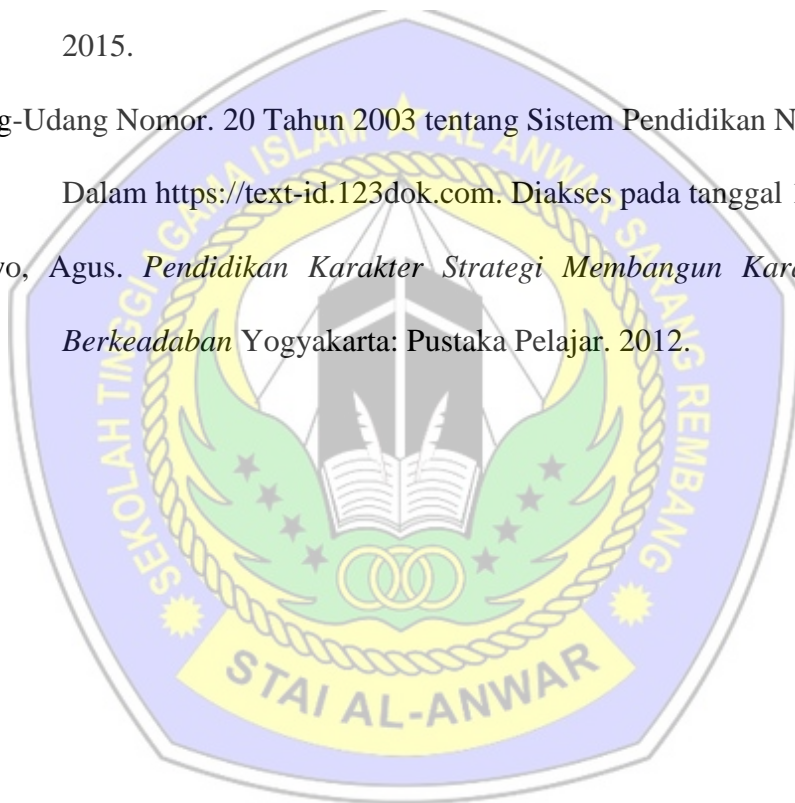 2015.
g-Udang Nomor. 20 Tahun 2003 tentang Sistem Pendidikan N
Dalam https://text-id.123dok.com. Diakses pada tanggal 1
vo, Agus. Pendidikan Karakter Strategi Membangun Kara
Berkeadaban Yogyakarta: Pustaka Pelajar. 2012.
SEKOLAH TINGGI AGAMA ISLAM ★ AL ANWAR SARANG REMBANG
STAI AL-ANWAR